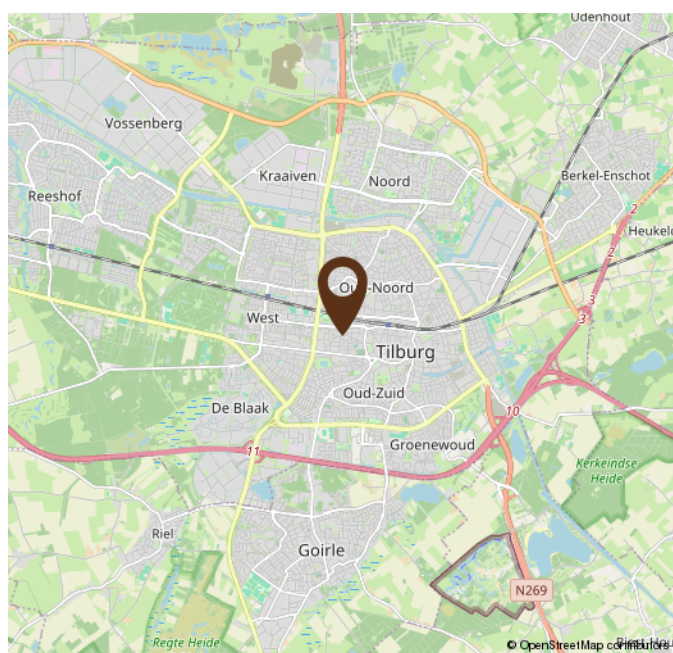 Udenhout
Vossenberg
Kraaiven
Noord
Berkel-Enschot
Reeshof
2
Heukelo
2
Oud-Noord
3
West
3
Tilburg
Oud-Zuid
De Blaak
10
Groenewoud
11
Kerkeindse
Heide
Riel
Goirle
N269
Regte Heide
© OpenStreetMap contributors